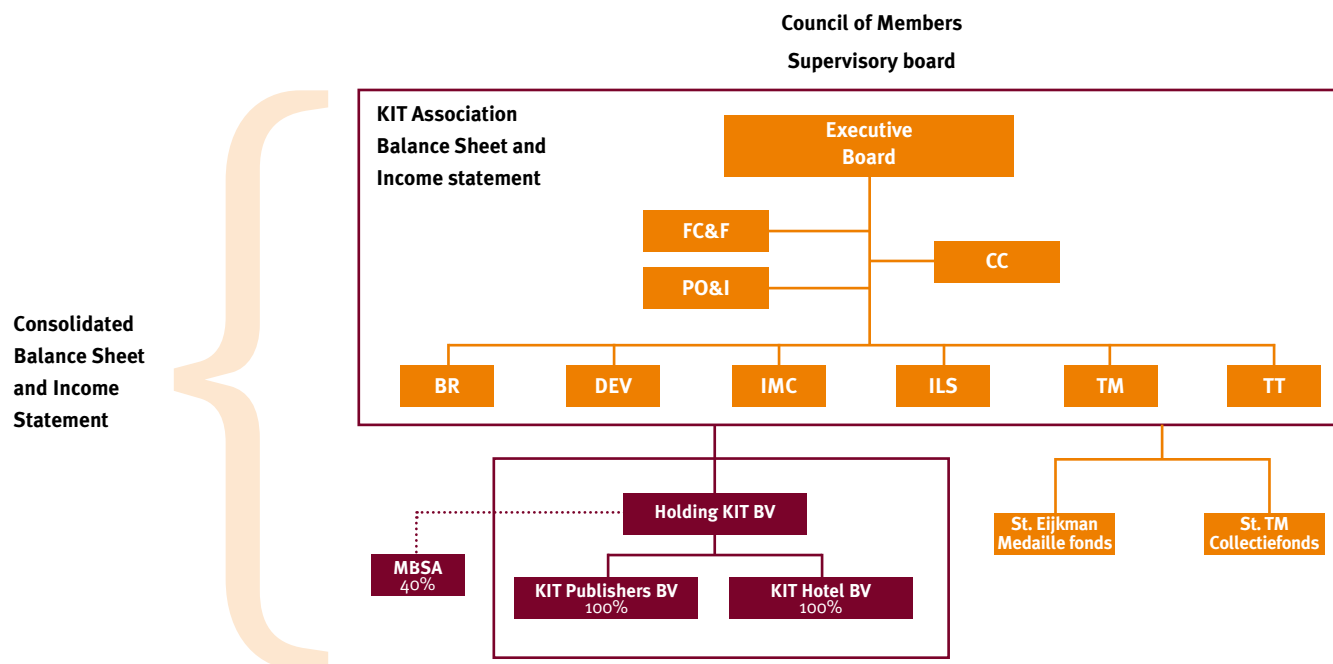 Council of Members
Supervisory board
KIT Association
Balance Sheet and
Income statement
Executive
Board
FC&F
CC
PO&I
Consolidated
Balance Sheet
and Income
Statement
BR
DEV
IMC
ILS
TM
TT
Holding KIT BV
St. Eijkman
Medaille fonds
St. TM
Collectiefonds
MBSA
40%
KIT Publishers BV
100%
KIT Hotel BV
100%